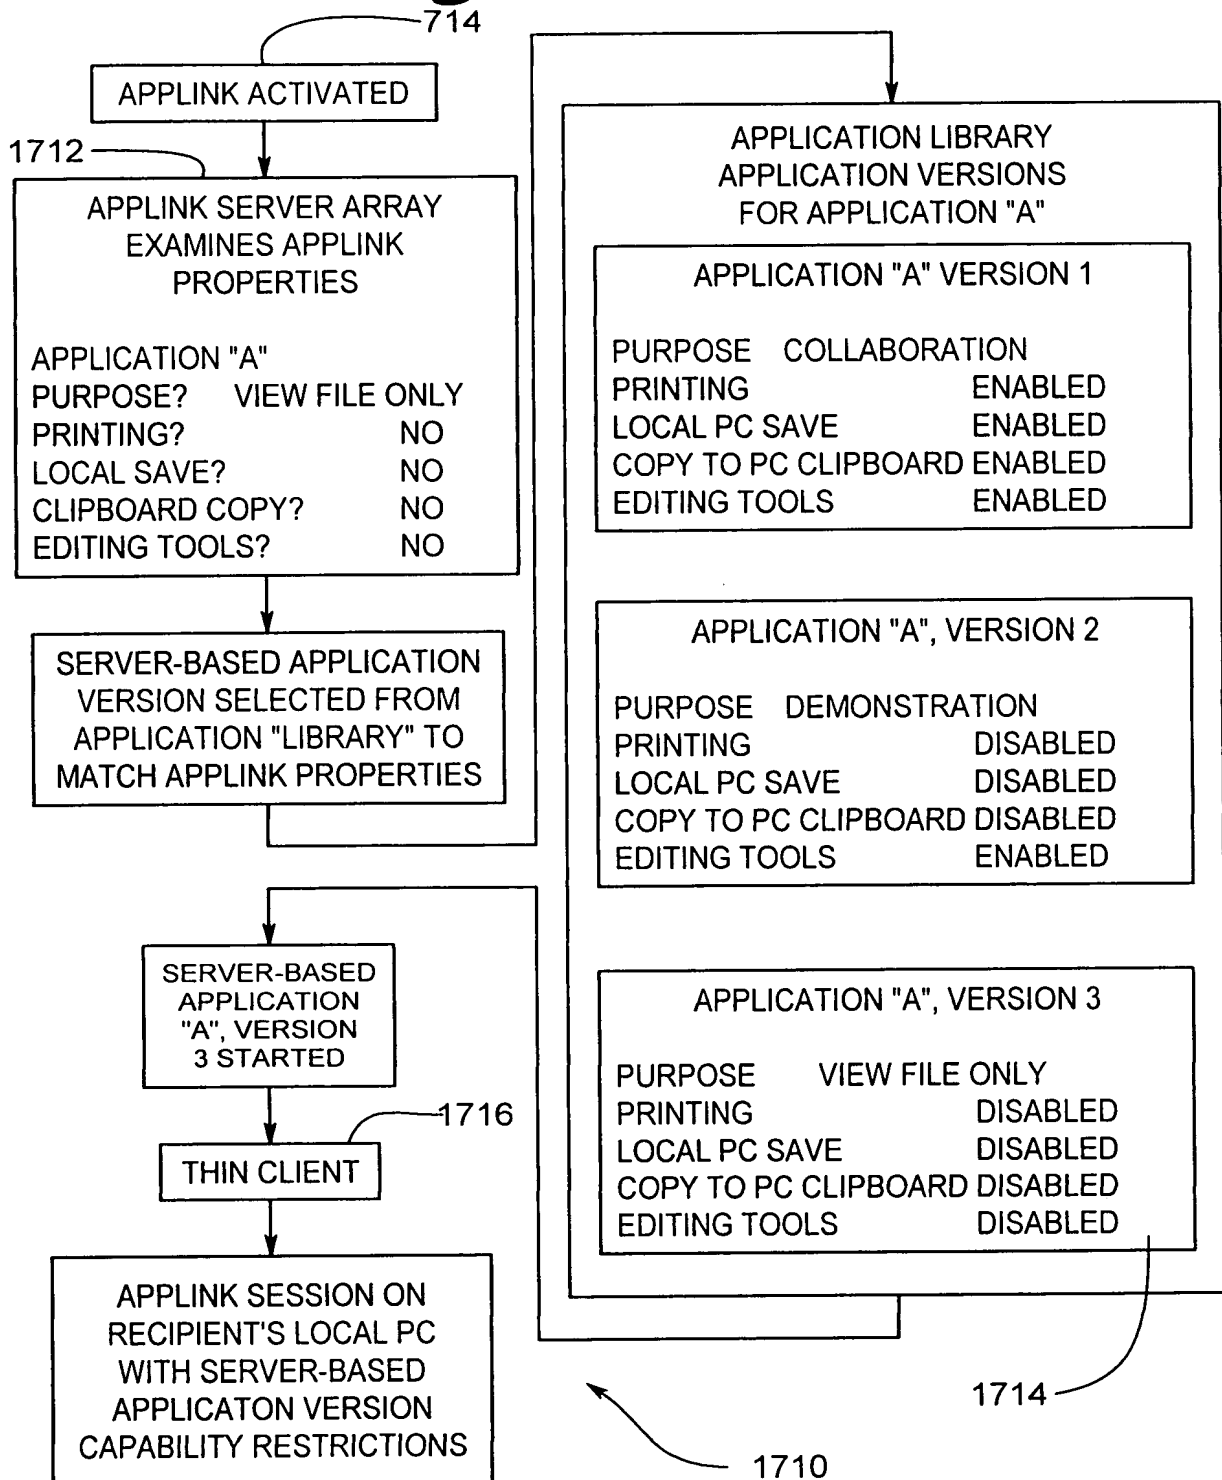 714
APPLINK ACTIVATED
1712
APPLINK SERVER ARRAY
EXAMINES APPLINK
PROPERTIES
APPLICATION "A"
PURPOSE? VIEW FILE ONLY
PRINTING? NO
LOCAL SAVE? NO
CLIPBOARD COPY? NO
EDITING TOOLS? NO
SERVER-BASED APPLICATION
VERSION SELECTED FROM
APPLICATION "LIBRARY" TO
MATCH APPLINK PROPERTIES
APPLICATION LIBRARY
APPLICATION VERSIONS
FOR APPLICATION "A"
APPLICATION "A" VERSION 1
PURPOSE COLLABORATION
PRINTING ENABLED
LOCAL PC SAVE ENABLED
COPY TO PC CLIPBOARD ENABLED
EDITING TOOLS ENABLED
APPLICATION "A", VERSION 2
PURPOSE DEMONSTRATION
PRINTING DISABLED
LOCAL PC SAVE DISABLED
COPY TO PC CLIPBOARD DISABLED
EDITING TOOLS ENABLED
APPLICATION "A", VERSION 3
PURPOSE VIEW FILE ONLY
PRINTING DISABLED
LOCAL PC SAVE DISABLED
COPY TO PC CLIPBOARD DISABLED
EDITING TOOLS DISABLED
1714
SERVER-BASED
APPLICATION
"A", VERSION
3 STARTED
1716
THIN CLIENT
APPLINK SESSION ON
RECIPIENT'S LOCAL PC
WITH SERVER-BASED
APPLICATON VERSION
CAPABILITY RESTRICTIONS
1710